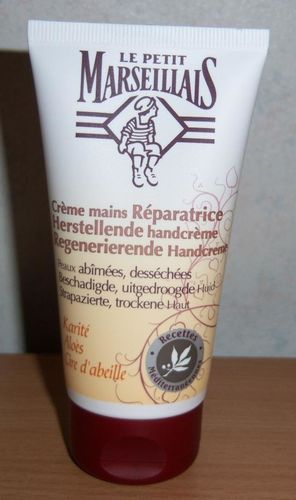 LE PETIT
MARSEILLAIS
Crème mains Réparatrice
Herstellende handcrème
Regenerierende Handcreme
Peaux abîmées, desséchées
Beschadigde, uitgedroogde Huid
Strapazierte, trockene Haut
Karité
Aloès
Cire d'abeille
Recettes
Méditerranéennes